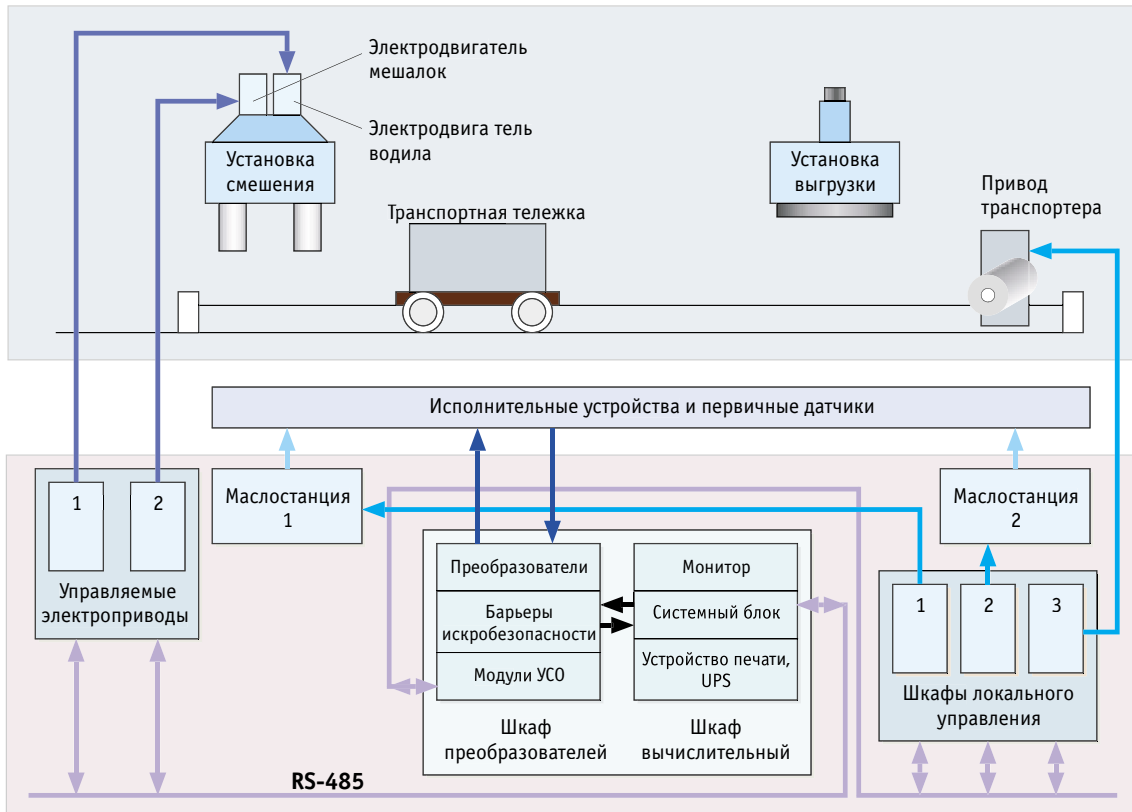 Электродвигатель
мешалок
Электродвига тель
водила
Установка
смешения
Установка
выгрузки
Привод
транспортера
Транспортная тележка
Исполнительные устройства и первичные датчики
1
2
Управляемые
электроприводы
Маслостанция
1
Маслостанция
2
Преобразователи
Барьеры
искробезопасности
Модули УСО
Шкаф
преобразователей
Монитор
Системный блок
Устройство печати,
UPS
Шкаф
вычислительный
1
2
3
Шкафы локального
управления
RS-485